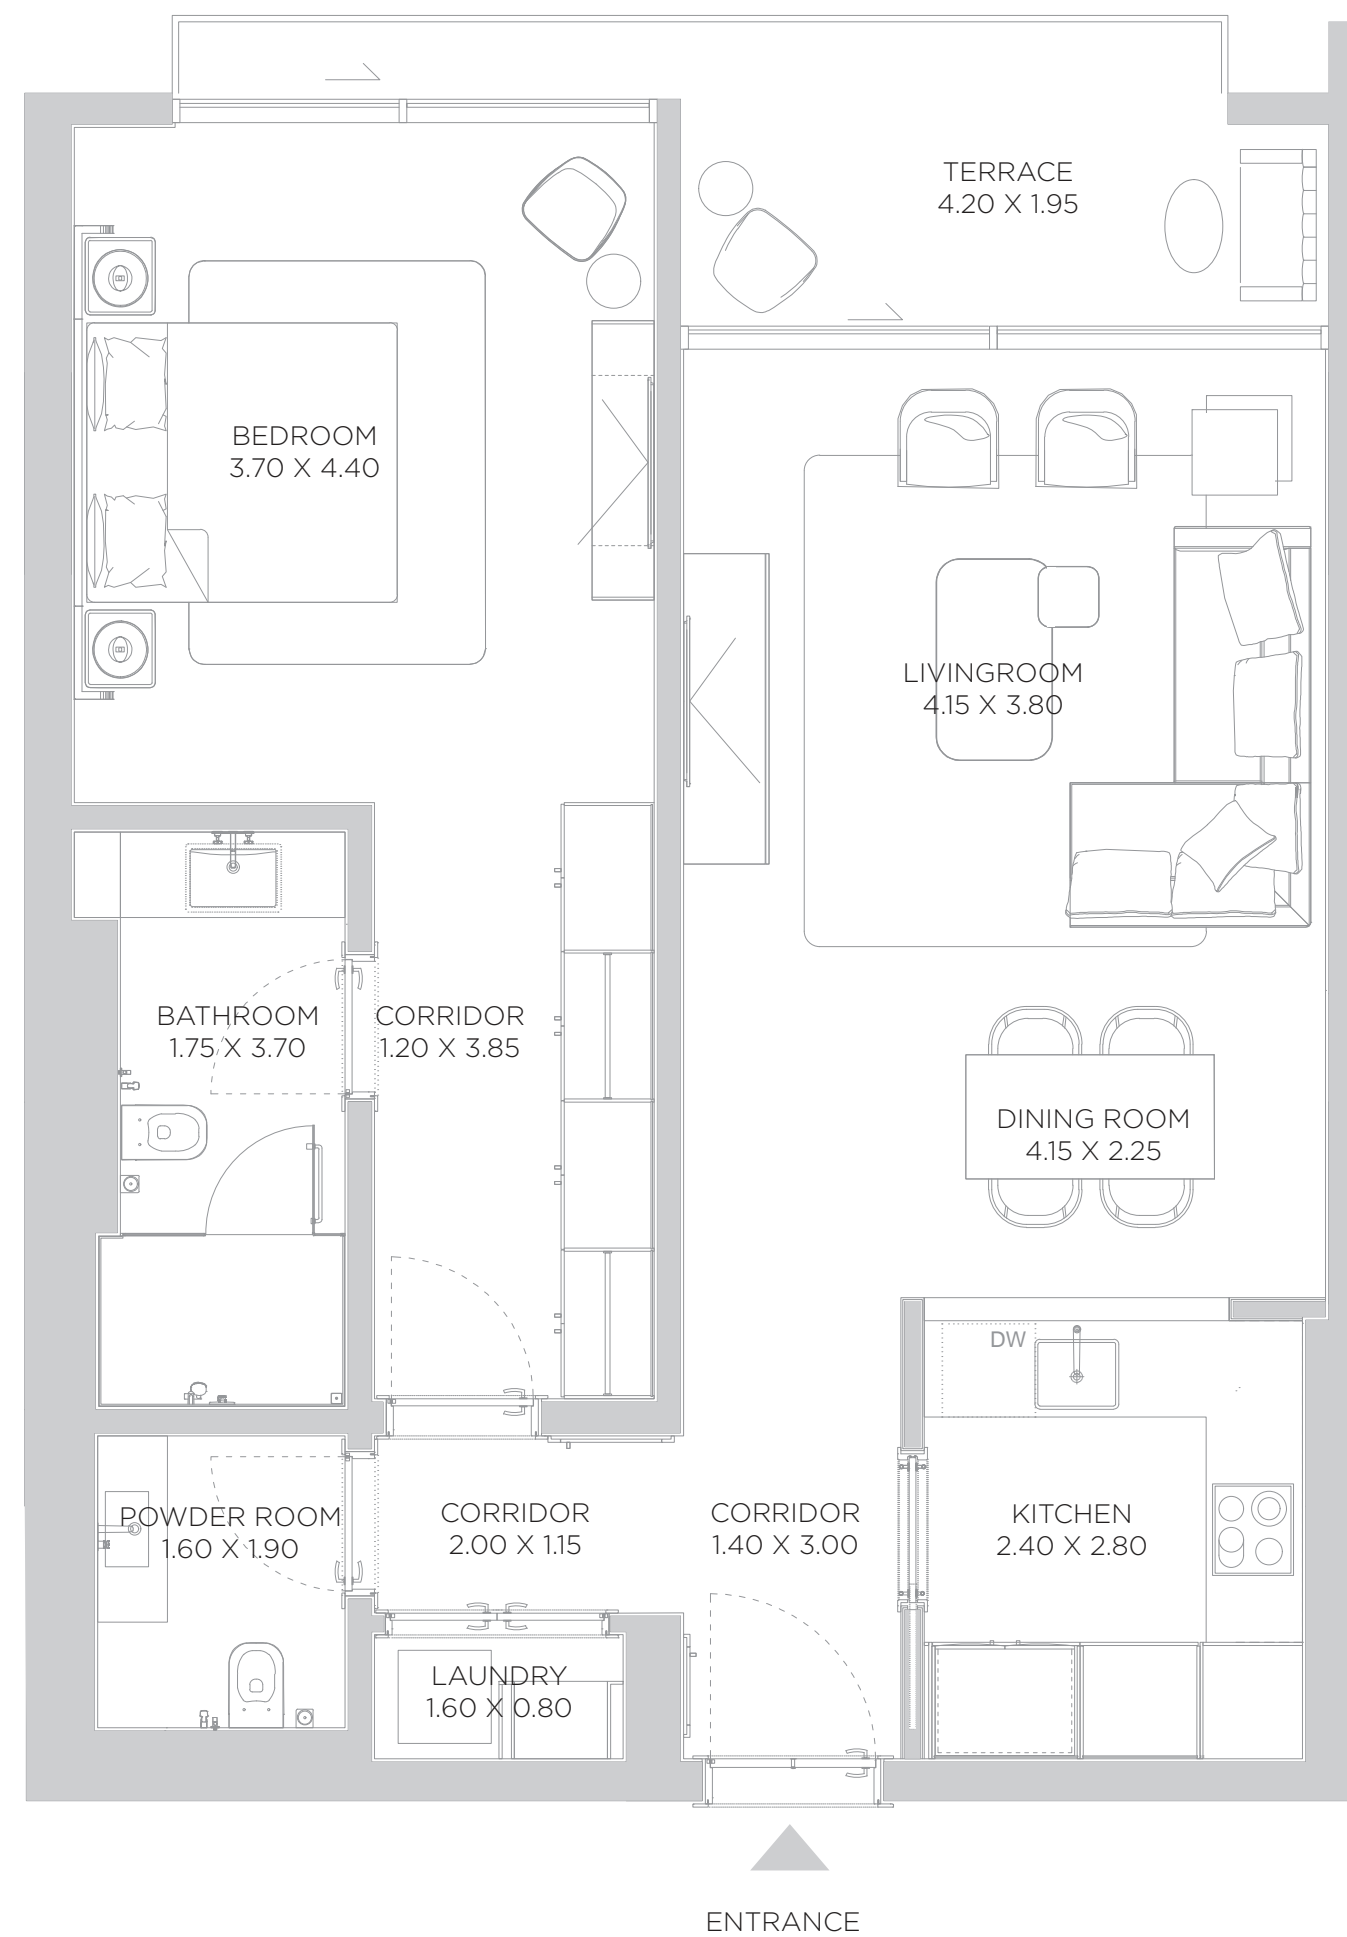 TERRACE
4.20 X 1.95
BEDROOM
3.70 X 4.40
LIVINGROOM
4.15 X 3.80
BATHROOM
1.75 X 3.70
CORRIDOR
1.20 X 3.85
DINING ROOM
4.15 X 2.25
DW
POWDER ROOM
1.60 X 1.90
CORRIDOR
2.00 X 1.15
CORRIDOR
1.40 X 3.00
KITCHEN
2.40 X 2.80
LAUNDRY
1.60 X 0.80
ENTRANCE